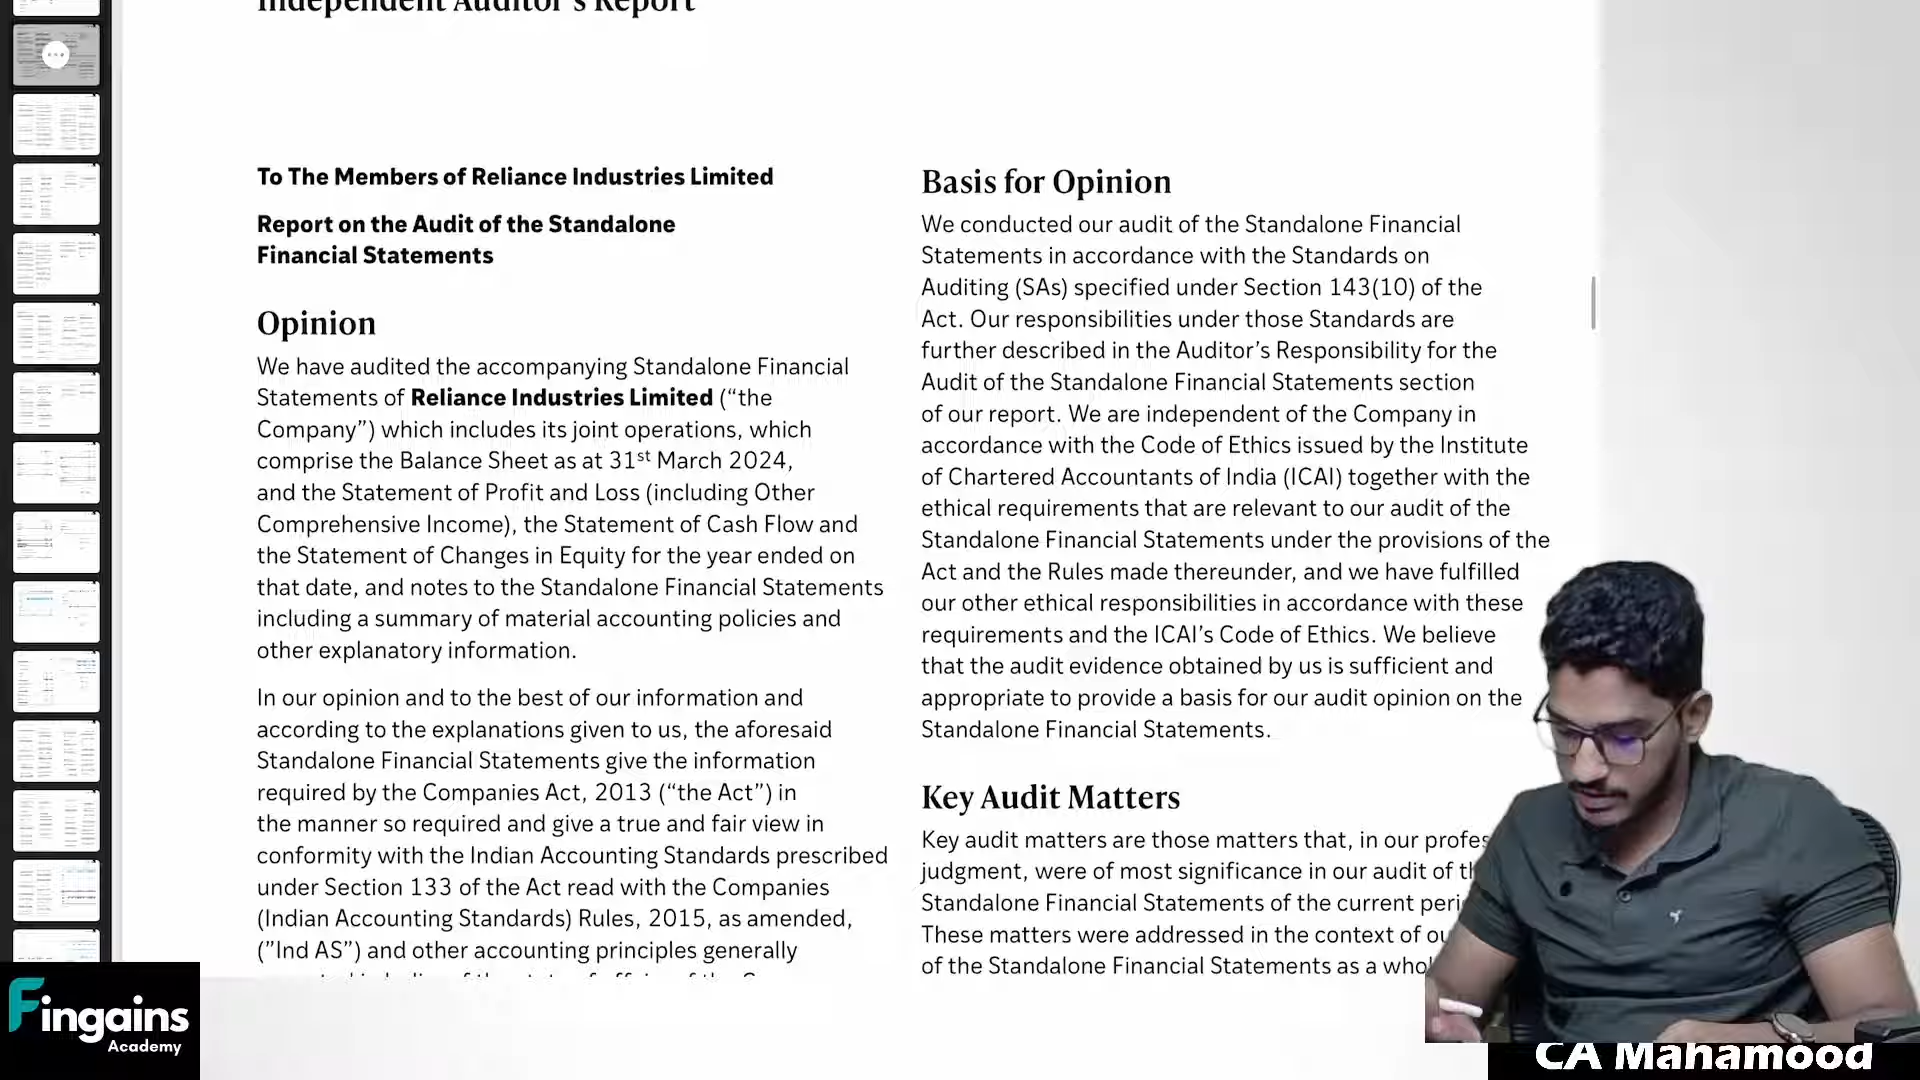 Independent Auditor's Report
To The Members of Reliance Industries Limited
Report on the Audit of the Standalone
Financial Statements
Opinion
We have audited the accompanying Standalone Financial
Statements of Reliance Industries Limited (“the
Company”) which includes its joint operations, which
comprise the Balance Sheet as at 31st March 2024,
and the Statement of Profit and Loss (including Other
Comprehensive Income), the Statement of Cash Flow and
the Statement of Changes in Equity for the year ended on
that date, and notes to the Standalone Financial Statements
including a summary of material accounting policies and
other explanatory information.
In our opinion and to the best of our information and
according to the explanations given to us, the aforesaid
Standalone Financial Statements give the information
required by the Companies Act, 2013 (“the Act”) in
the manner so required and give a true and fair view in
conformity with the Indian Accounting Standards prescribed
under Section 133 of the Act read with the Companies
(Indian Accounting Standards) Rules, 2015, as amended,
(”Ind AS”) and other accounting principles generally
Basis for Opinion
We conducted our audit of the Standalone Financial
Statements in accordance with the Standards on
Auditing (SAs) specified under Section 143(10) of the
Act. Our responsibilities under those Standards are
further described in the Auditor’s Responsibility for the
Audit of the Standalone Financial Statements section
of our report. We are independent of the Company in
accordance with the Code of Ethics issued by the Institute
of Chartered Accountants of India (ICAI) together with the
ethical requirements that are relevant to our audit of the
Standalone Financial Statements under the provisions of the
Act and the Rules made thereunder, and we have fulfilled
our other ethical responsibilities in accordance with these
requirements and the ICAI’s Code of Ethics. We believe
that the audit evidence obtained by us is sufficient and
appropriate to provide a basis for our audit opinion on the
Standalone Financial Statements.
Key Audit Matters
Key audit matters are those matters that, in our profes
judgment, were of most significance in our audit of
Standalone Financial Statements of the current peri
These matters were addressed in the context of
of the Standalone Financial Statements as a who
Fingains
Academy
CA Mahamood